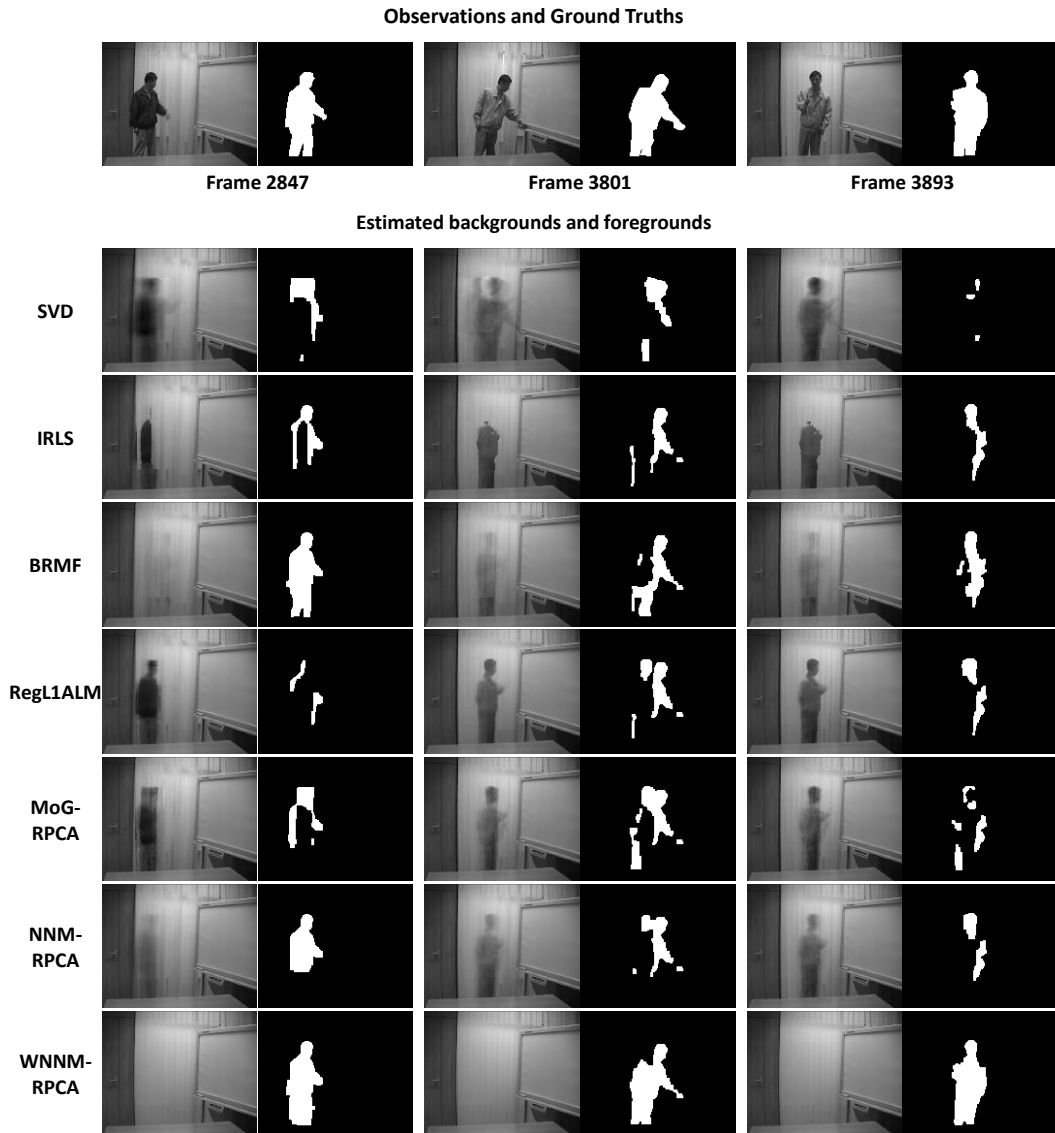 Observations and Ground Truths
Frame 2847
Frame 3801
Frame 3893
Estimated backgrounds and foregrounds
SVD
IRLS
BRMF
RegL1ALM
MoG-
RPCA
NNM-
RPCA
WNNM-
RPCA